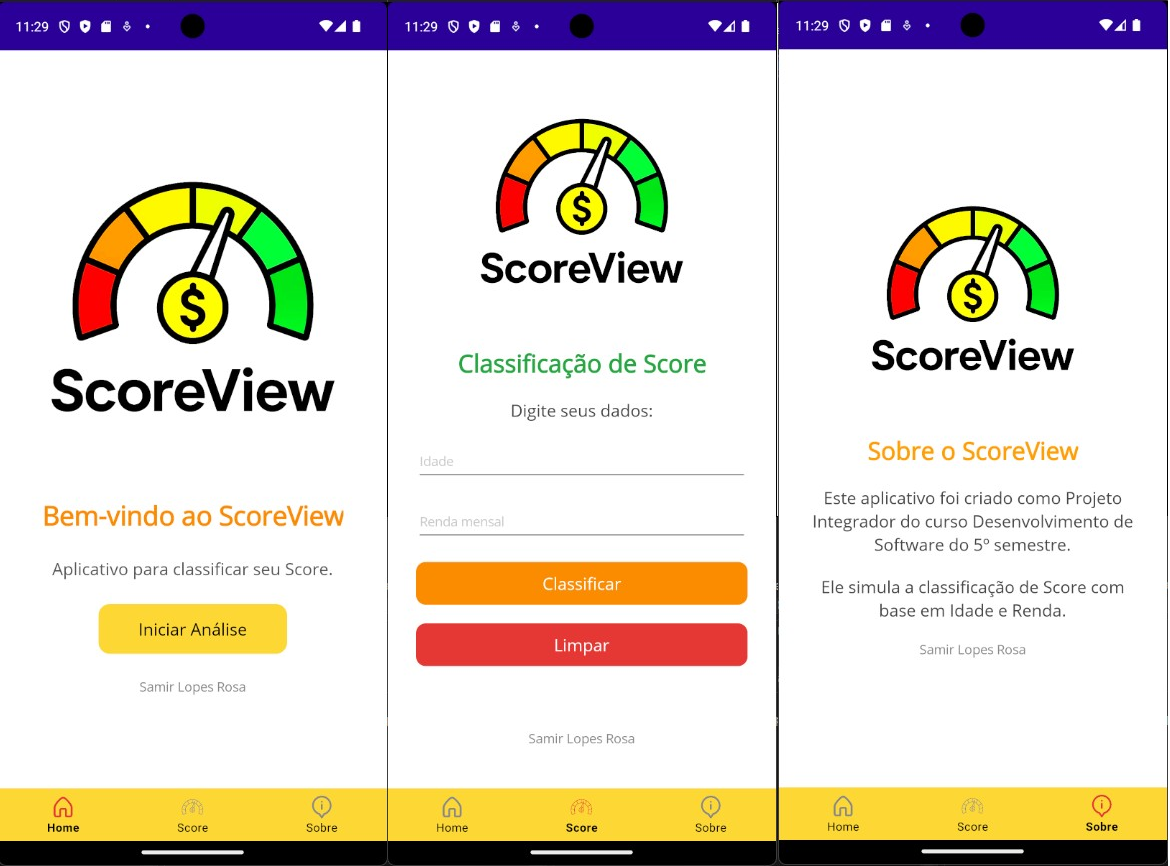 11:29
$
ScoreView
Bem-vindo ao ScoreView
Aplicativo para classificar seu Score.
Iniciar Análise
Samir Lopes Rosa
Home Score Sobre
11:29
$
ScoreView
Classificação de Score
Digite seus dados:
Idade
Renda mensal
Classificar
Limpar
Samir Lopes Rosa
Home Score Sobre
11:29
$
ScoreView
Sobre o ScoreView
Este aplicativo foi criado como Projeto
Integrador do curso Desenvolvimento de
Software do 5º semestre.
Ele simula a classificação de Score com
base em Idade e Renda.
Samir Lopes Rosa
Home Score Sobre